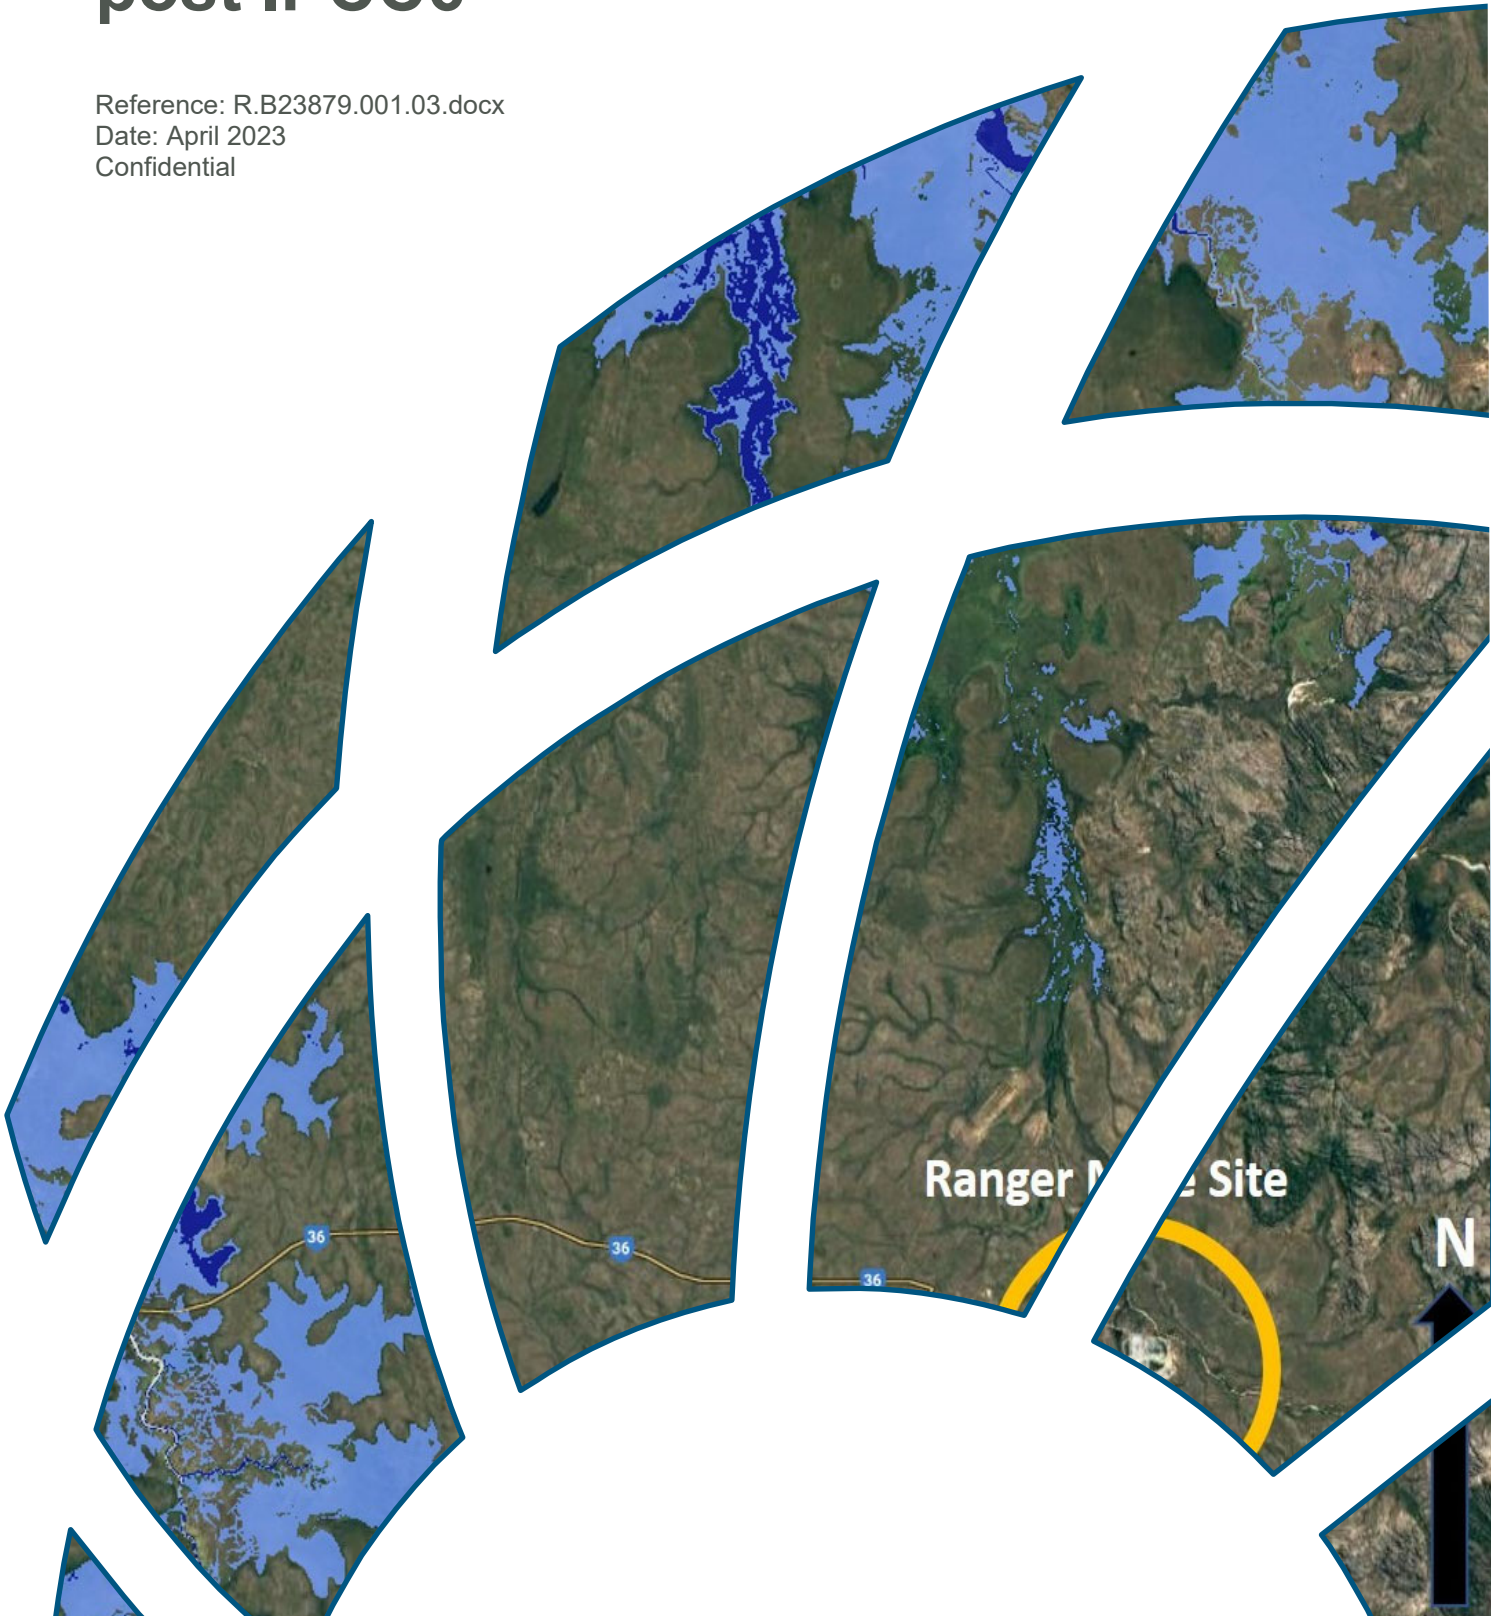 Reference: R.B23879.001.03.docx
Date: April 2023
Confidential
Ranger Site
N
36
36
36